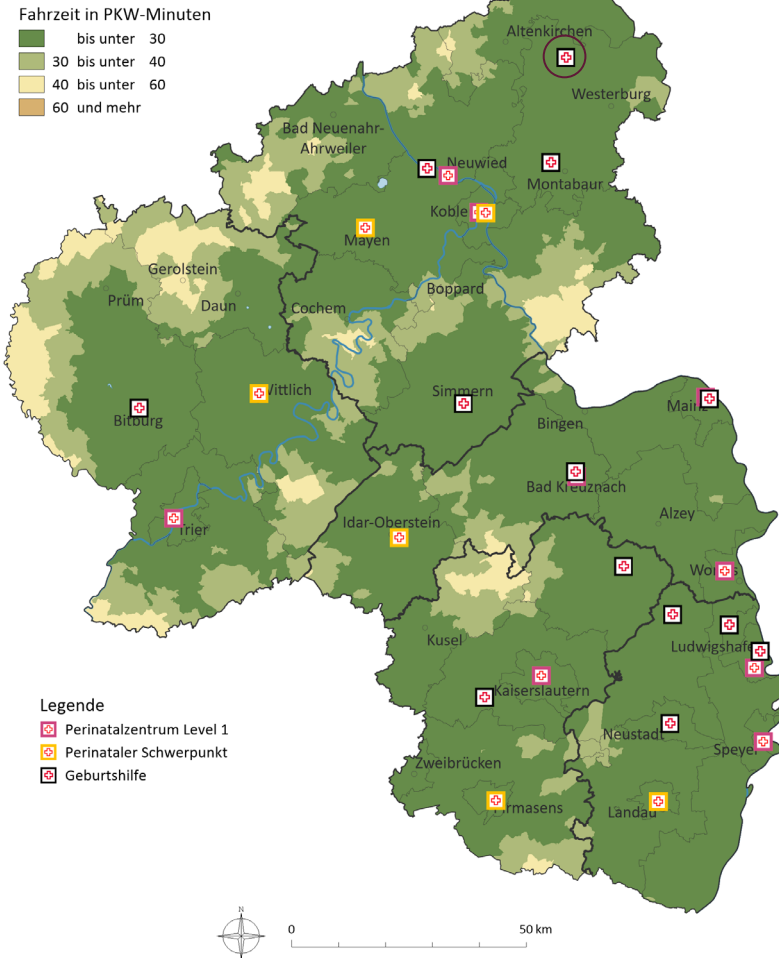 Fahrzeit in PKW-Minuten
bis unter 30
30 bis unter 40
40 bis unter 60
60 und mehr
Altenkirchen
Westerburg
Bad Neuenahr-
Ahrweiler
Neuwied
Montabaur
Koble
Mayen
Gerolstein
Boppard
Prüm
Daun
Cochem
Wittlich
Simmern
Mainz
Bitburg
Bingen
Bad Kreuznach
Idar-Oberstein
Alzey
Trier
Worms
Kusel
Ludwigshafe
Legende
Perinatalzentrum Level 1
Perinataler Schwerpunkt
Geburtshilfe
Kaiserslautern
Neustadt
Speyer
Zweibrücken
Pirmasens
Landau
N
0
50 km